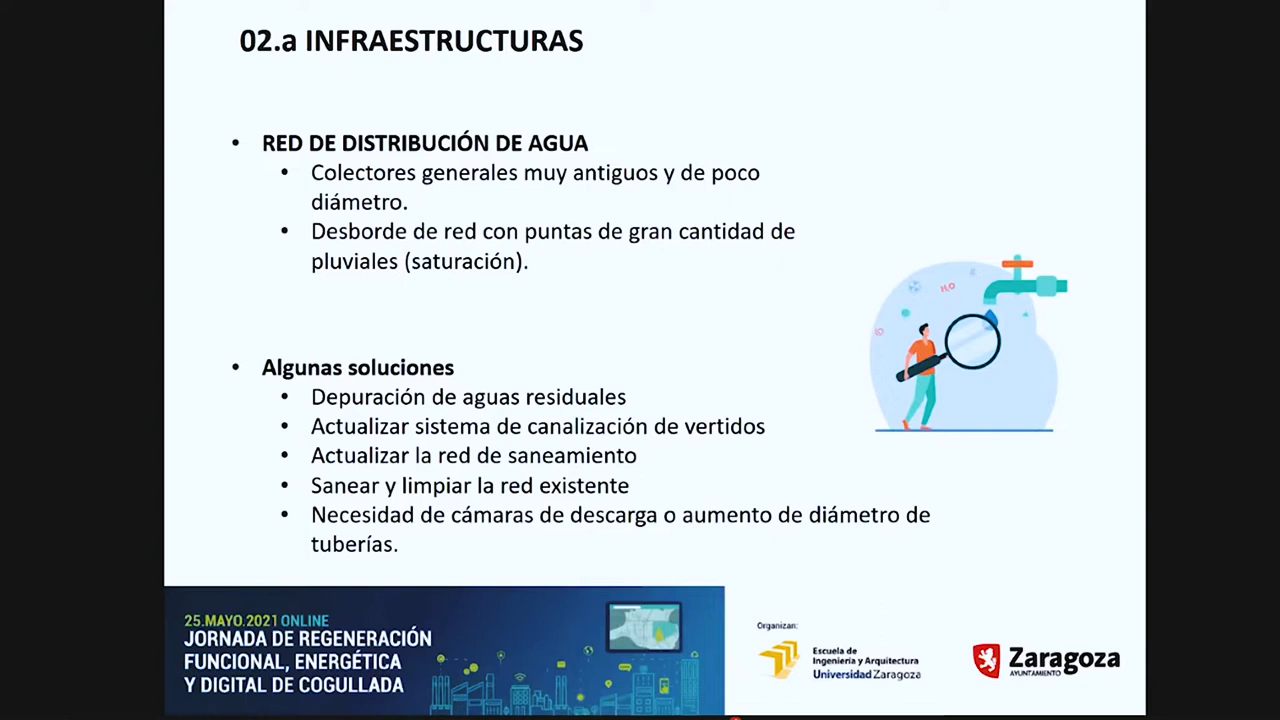 02.a INFRAESTRUCTURAS
• RED DE DISTRIBUCIÓN DE AGUA
• Colectores generales muy antiguos y de poco
diámetro.
• Desborde de red con puntas de gran cantidad de
pluviales (saturación).
H₂O
• Algunas soluciones
• Depuración de aguas residuales
• Actualizar sistema de canalización de vertidos
• Actualizar la red de saneamiento
• Sanear y limpiar la red existente
• Necesidad de cámaras de descarga o aumento de diámetro de
tuberías.
25.MAYO.2021 ONLINE
JORNADA DE REGENERACIÓN
FUNCIONAL, ENERGÉTICA
Y DIGITAL DE COGULLADA
Organizan:
Escuela de
Ingeniería y Arquitectura
Universidad Zaragoza
Zaragoza
AYUNTAMIENTO